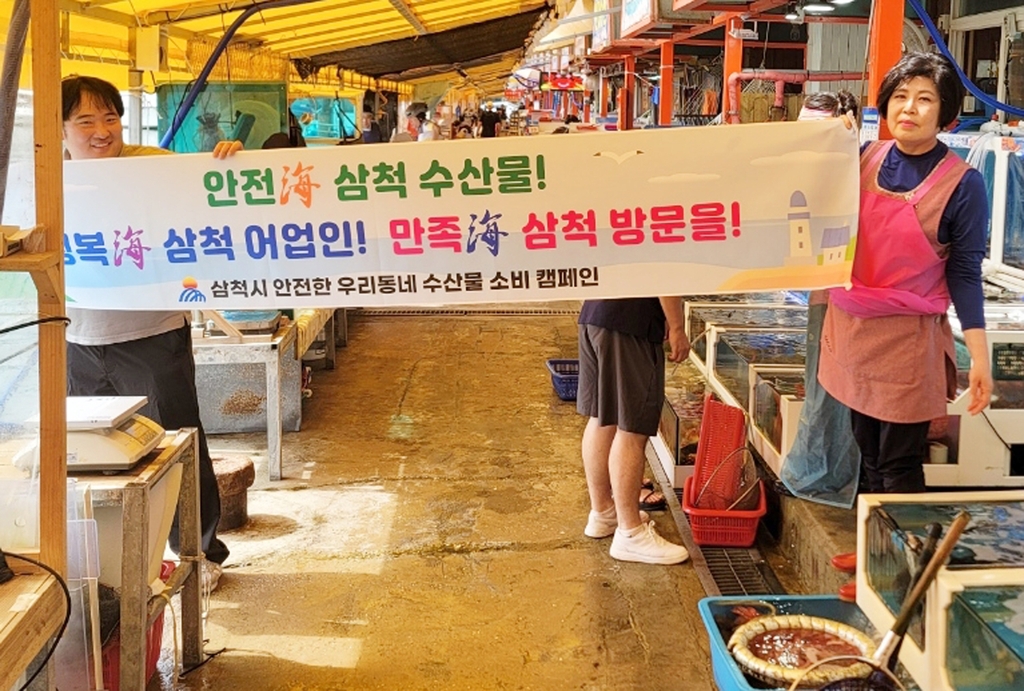 안전海 삼척 수산물!
행복海 삼척 어업인! 만족海 삼척 방문을!
삼척시 안전한 우리동네 수산물 소비 캠페인